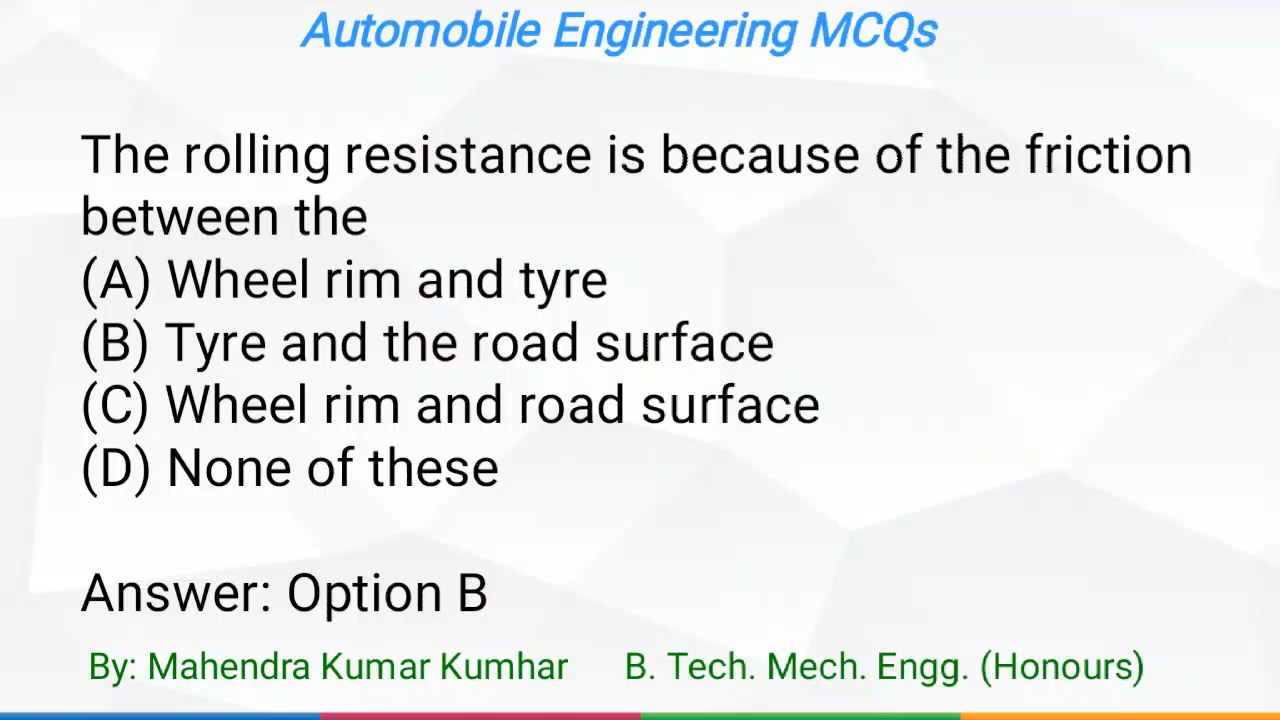 Automobile Engineering MCQs
The rolling resistance is because of the friction
between the
(A) Wheel rim and tyre
(B) Tyre and the road surface
(C) Wheel rim and road surface
(D) None of these
Answer: Option B
By: Mahendra Kumar Kumhar B. Tech. Mech. Engg. (Honours)